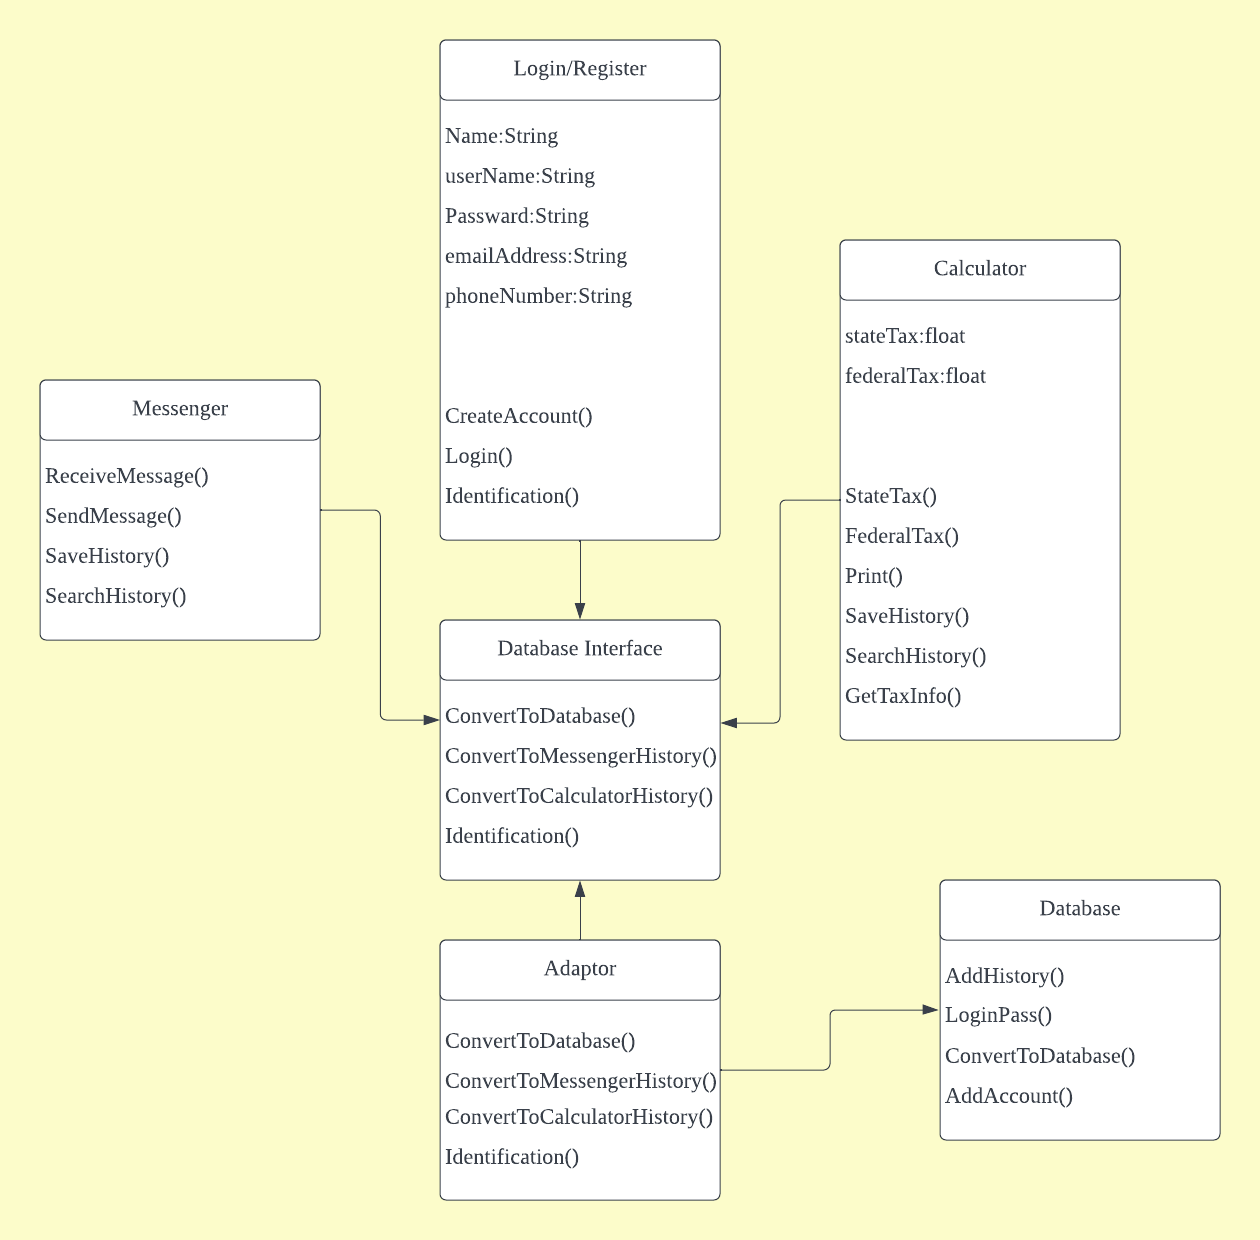 Login/Register
Name:String
userName:String
Passward:String
emailAddress:String
phoneNumber:String
CreateAccount()
Login()
Identification()
Calculator
stateTax:float
federalTax:float
StateTax()
FederalTax()
Print()
SaveHistory()
SearchHistory()
GetTaxInfo()
Messenger
ReceiveMessage()
SendMessage()
SaveHistory()
SearchHistory()
Database Interface
ConvertToDatabase()
ConvertToMessengerHistory()
ConvertToCalculatorHistory()
Identification()
Adaptor
ConvertToDatabase()
ConvertToMessengerHistory()
ConvertToCalculatorHistory()
Identification()
Database
AddHistory()
LoginPass()
ConvertToDatabase()
AddAccount()